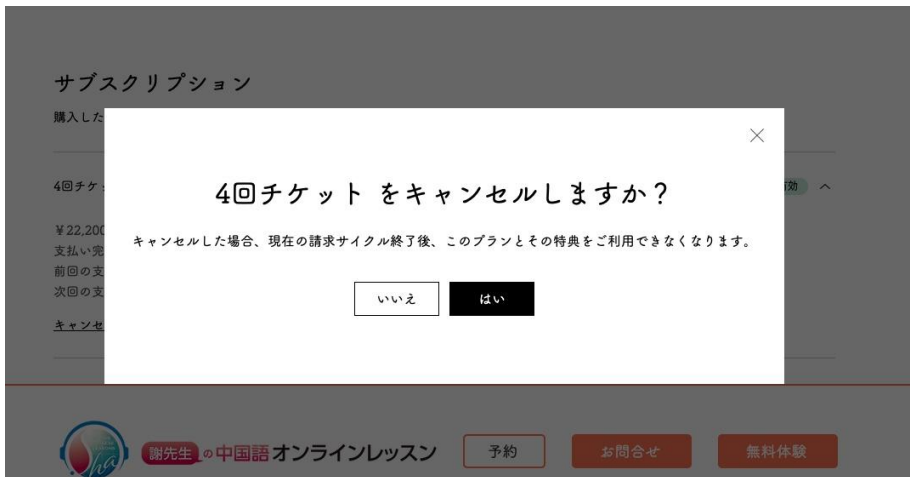 サブスクリプション
購入した
4回チケッ
有効
￥22,200
支払い完
前回の支
次回の支
キャンセ
4回チケット をキャンセルしますか？
キャンセルした場合、現在の請求サイクル終了後、このプランとその特典をご利用できなくなります。
いいえ
はい
謝先生の中国語オンラインレッスン
予約
お問合せ
無料体験